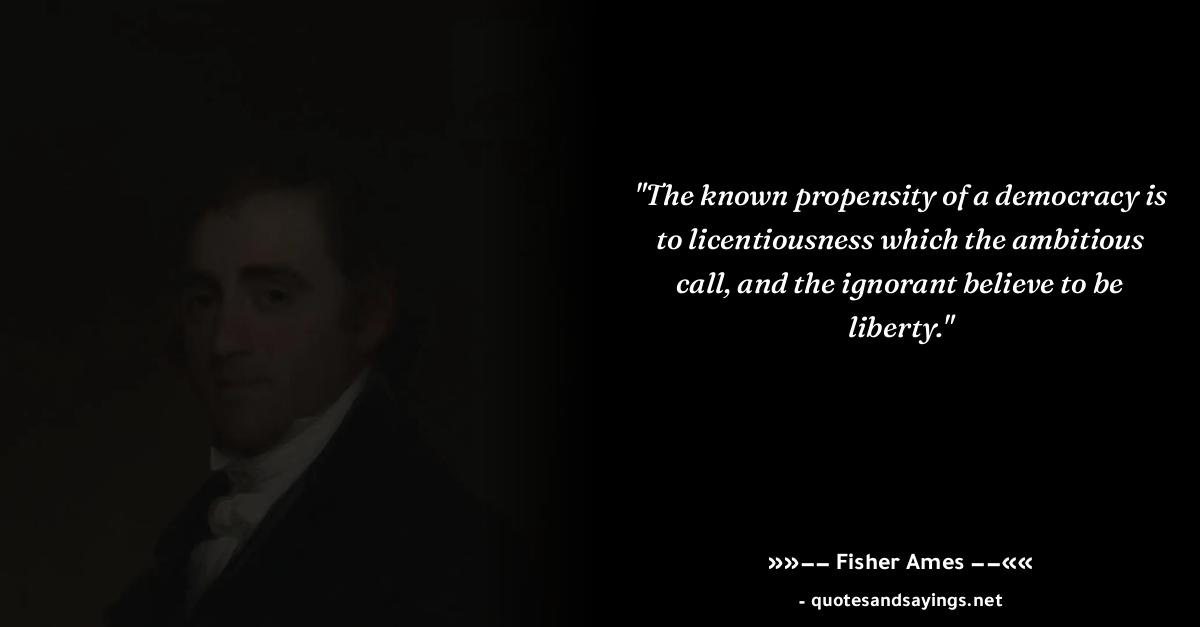 "The known propensity of a democracy is
to licentiousness which the ambitious
call, and the ignorant believe to be
liberty."
»»–– Fisher Ames ––««
- quotesandsayings.net